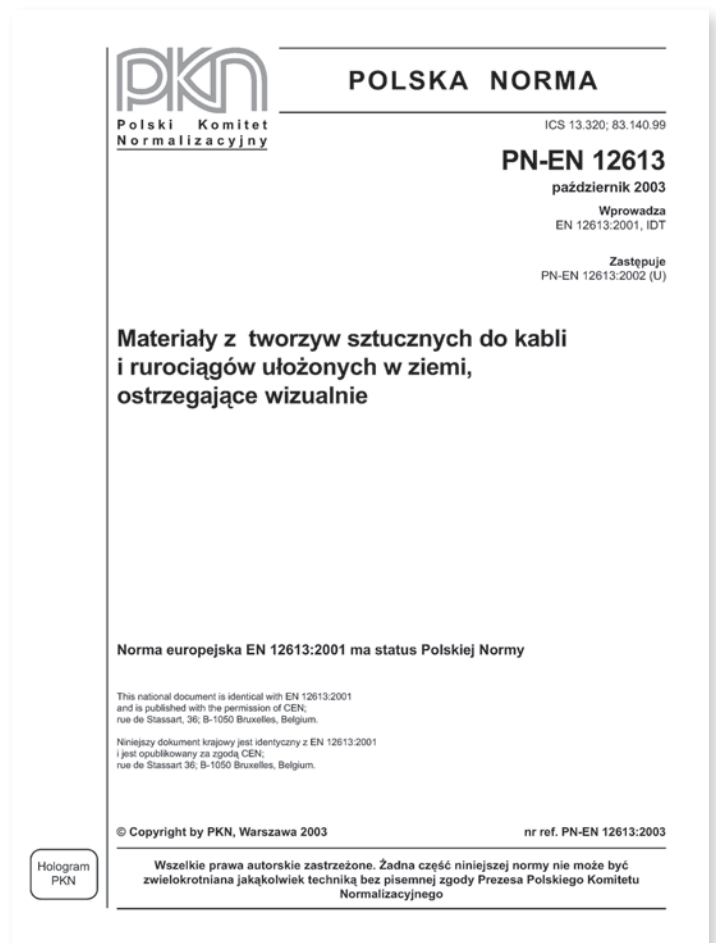 PKN
POLSKA NORMA
Polski Komitet
Normalizacyjny
ICS 13.320; 83.140.99
PN-EN 12613
październik 2003
Wprowadza
EN 12613:2001, IDT
Zastępuje
PN-EN 12613:2002 (U)
Materiały z tworzyw sztucznych do kabli
i rurociągów ułożonych w ziemi,
ostrzegające wizualnie
Norma europejska EN 12613:2001 ma status Polskiej Normy
This national document is identical with EN 12613:2001
and is published with the permission of CEN;
rue de Stassart, 36; B-1050 Bruxelles, Belgium.
Niniejszy dokument krajowy jest identyczny z EN 12613:2001
i jest opublikowany za zgodą CEN;
rue de Stassart 36; B-1050 Bruxelles, Belgium.
© Copyright by PKN, Warszawa 2003
nr ref. PN-EN 12613:2003
Hologram
PKN
Wszelkie prawa autorskie zastrzeżone. Żadna część niniejszej normy nie może być
zwielokrotniana jakąkolwiek techniką bez pisemnej zgody Prezesa Polskiego Komitetu
Normalizacyjnego